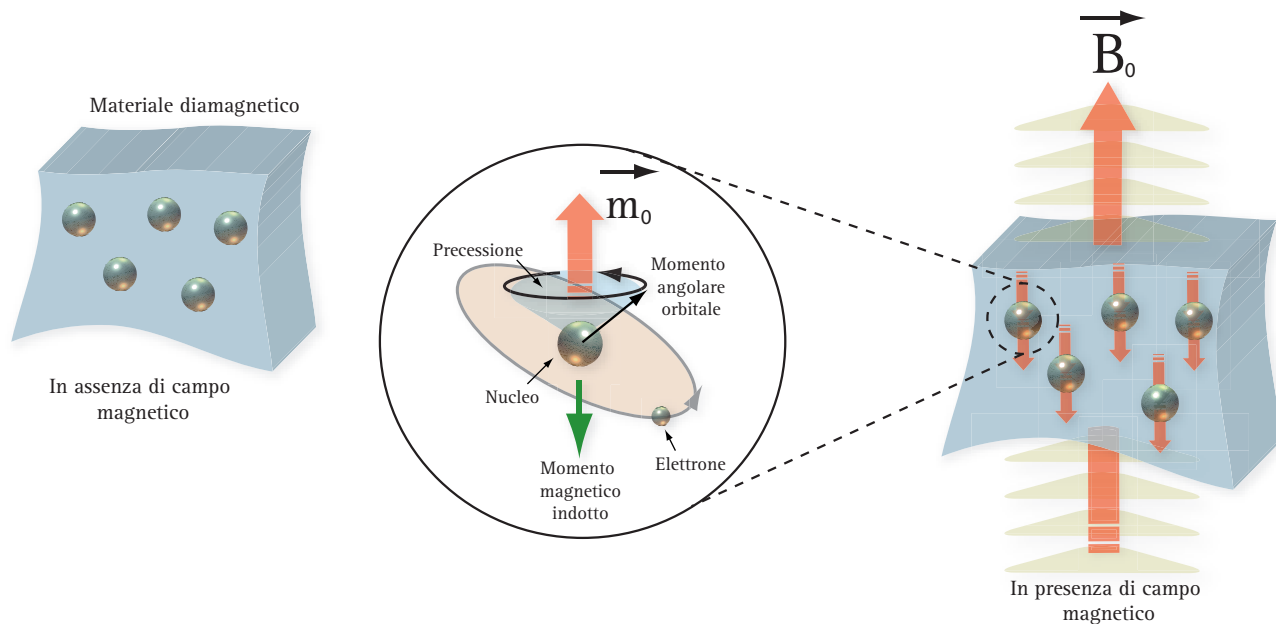 Materiale diamagnetico
In assenza di campo
magnetico
m₀
Precessione
Momento
angolare
orbitale
Nucleo
Elettrone
Momento
magnetico
indotto
B₀
In presenza di campo
magnetico